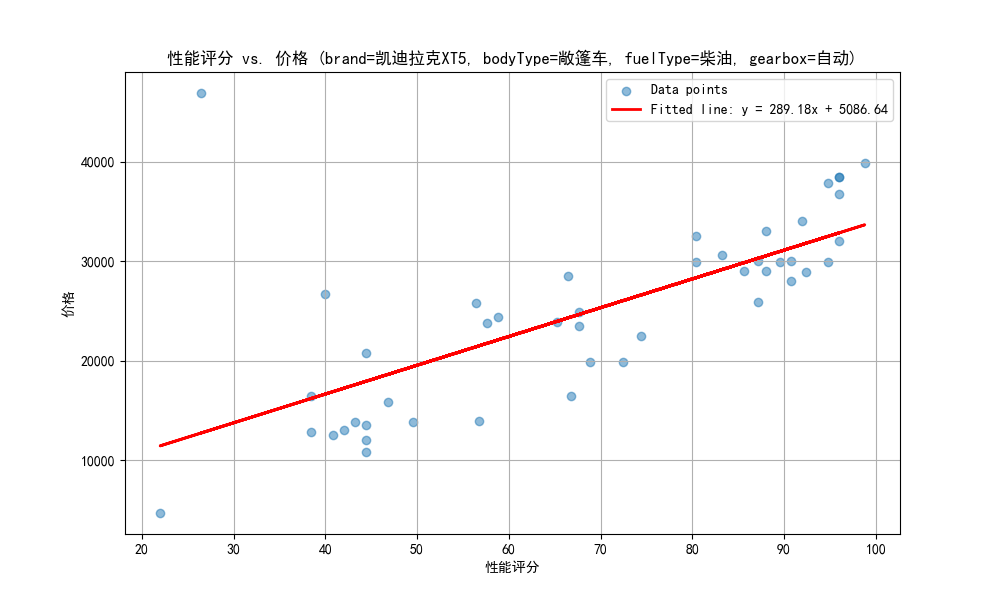 性能评分 vs. 价格 (brand=凯迪拉克XT5, bodyType=敞篷车, fuelType=柴油, gearbox=自动)
Data points
Fitted line: y = 289.18x + 5086.64
价格
40000
30000
20000
10000
20 30 40 50 60 70 80 90 100
性能评分